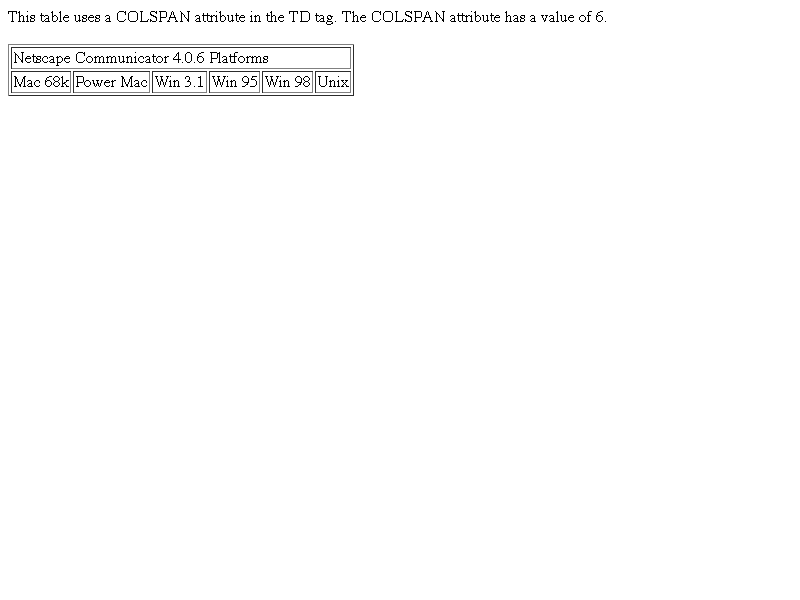 This table uses a COLSPAN attribute in the TD tag. The COLSPAN attribute has a value of 6.
Netscape Communicator 4.0.6 Platforms
Mac 68k Power Mac Win 3.1 Win 95 Win 98 Unix